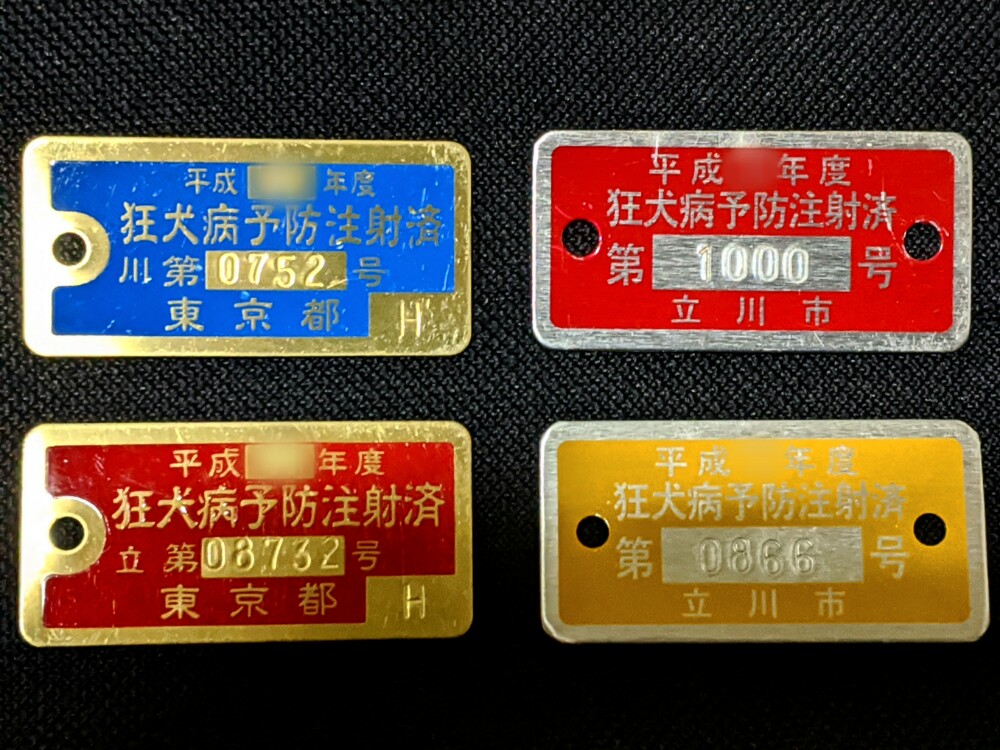 平成 年度
狂犬病予防注射済
川 第 0752 号
東京都
H
平成 年度
狂犬病予防注射済
第 1000 号
立川市
平成 年度
狂犬病予防注射済
立 第 08732 号
東京都
H
平成 年度
狂犬病予防注射済
第 0866 号
立川市